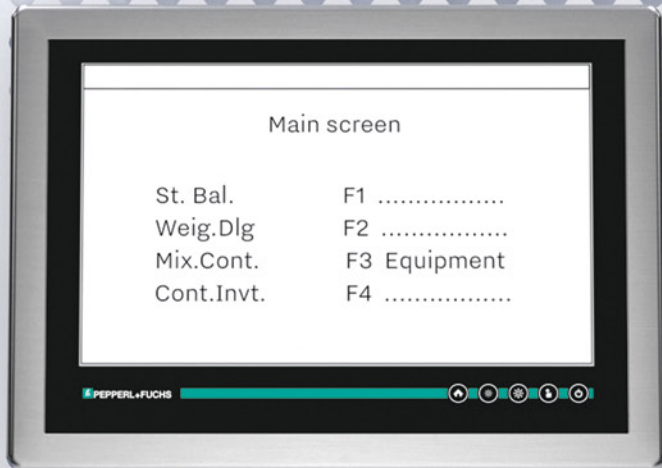 Main screen
St. Bal. F1 .................
Weig.Dlg F2 .................
Mix.Cont. F3 Equipment
Cont.Invt. F4 .................
PEPPERL+FUCHS